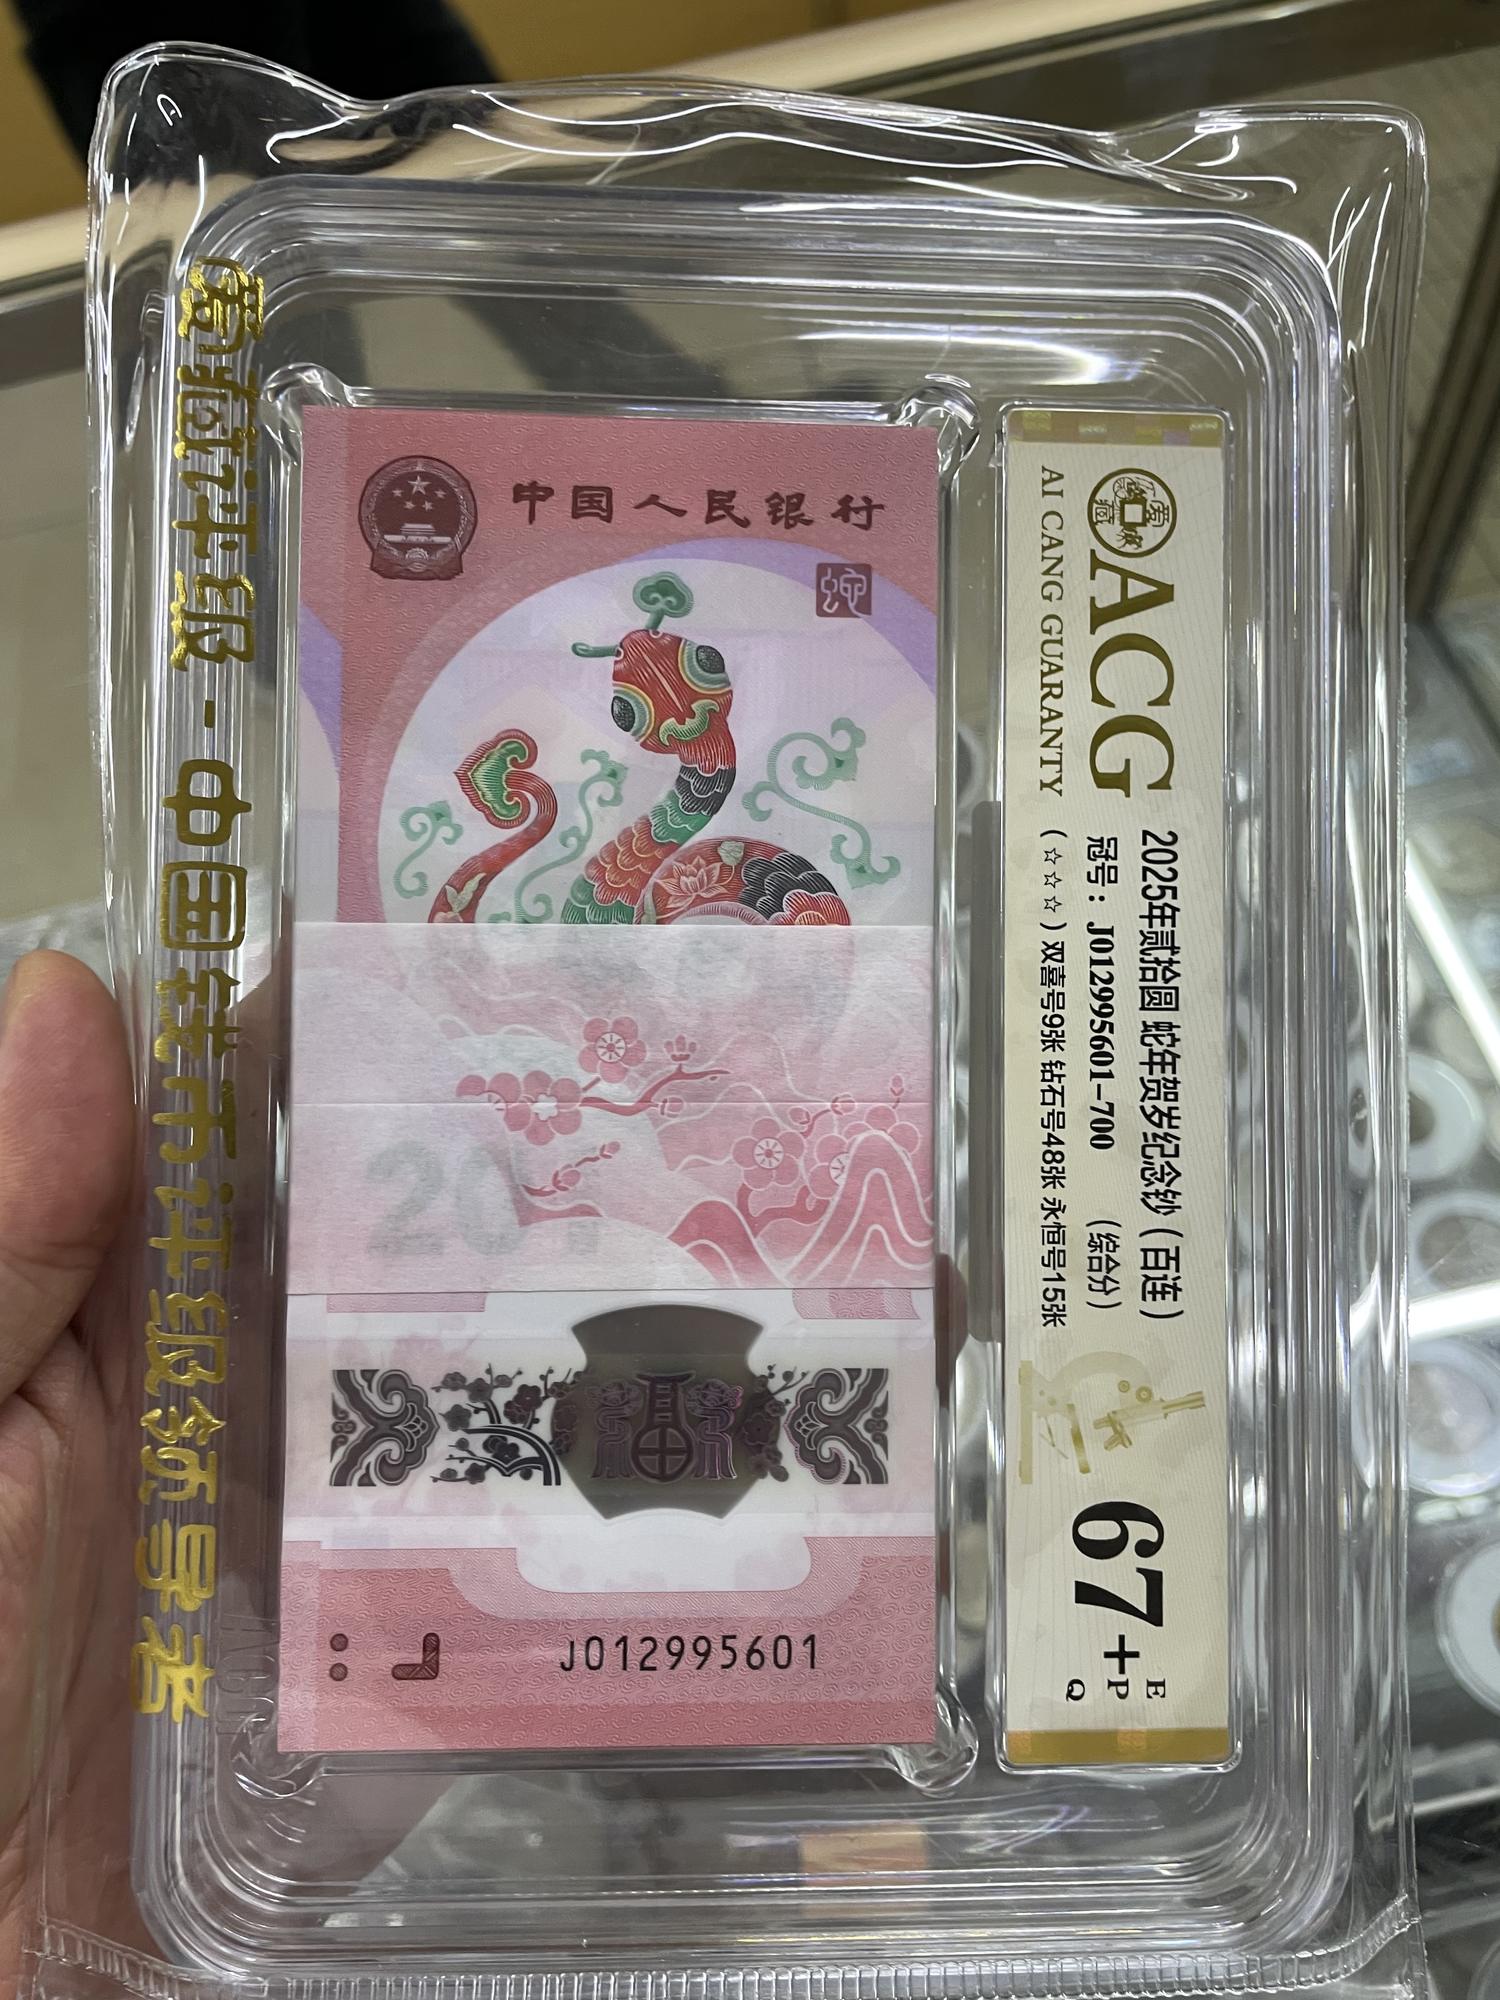 爱藏评级 - 中国钱币评级领导者
中国人民银行
蛇
20
J012995601
ACG
AI CANG GUARANTY
2025年贰拾圆 蛇年贺岁纪念钞（百连）
冠号：J012995601-700 （综合分）
（☆☆☆）双喜号9张 钻石号48张 永恒号15张
67+
E
P
Q